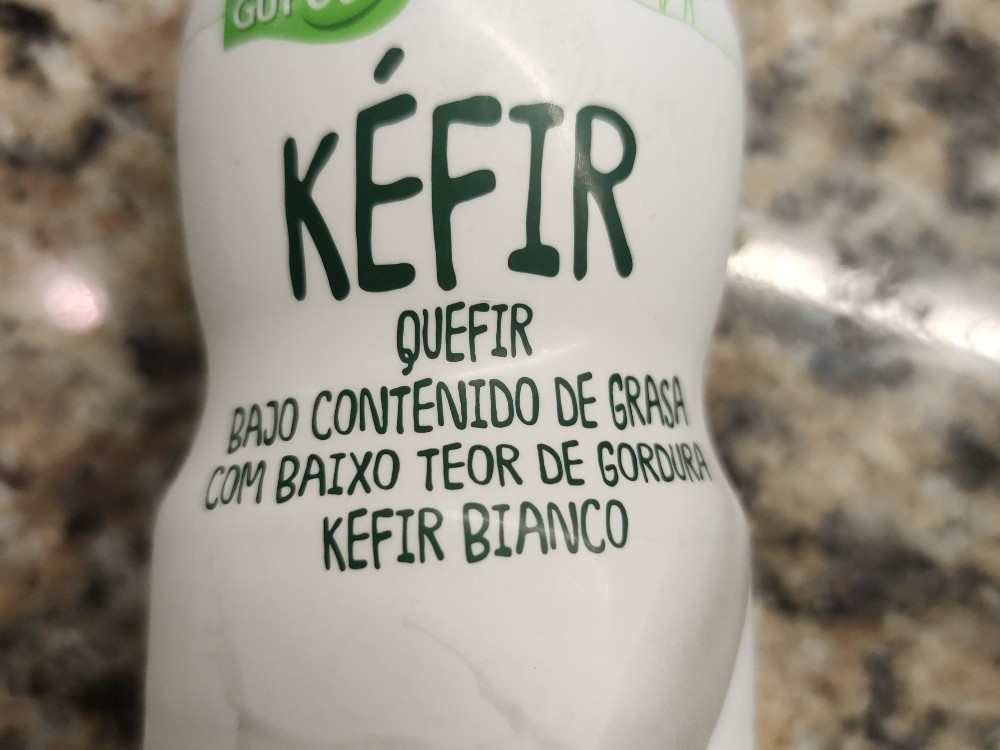 KÉFIR
QUEFIR
BAJO CONTENIDO DE GRASA
COM BAIXO TEOR DE GORDURA
KEFIR BIANCO